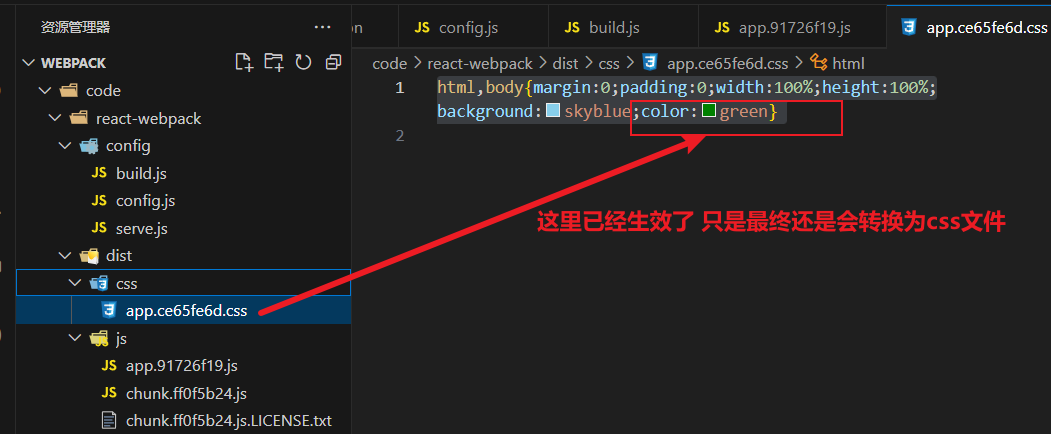 资源管理器
···
on
JS config.js
JS build.js
JS app.91726f19.js
app.ce65fe6d.css
WEBPACK
code > react-webpack > dist > css > app.ce65fe6d.css > html
code
react-webpack
config
JS build.js
JS config.js
JS serve.js
dist
css
app.ce65fe6d.css
js
JS app.91726f19.js
JS chunk.ff0f5b24.js
chunk.ff0f5b24.js.LICENSE.txt
1 html,body{margin:0;padding:0;width:100%;height:100%;
background:skyblue;color:green}
2
这里已经生效了 只是最终还是会转换为css文件